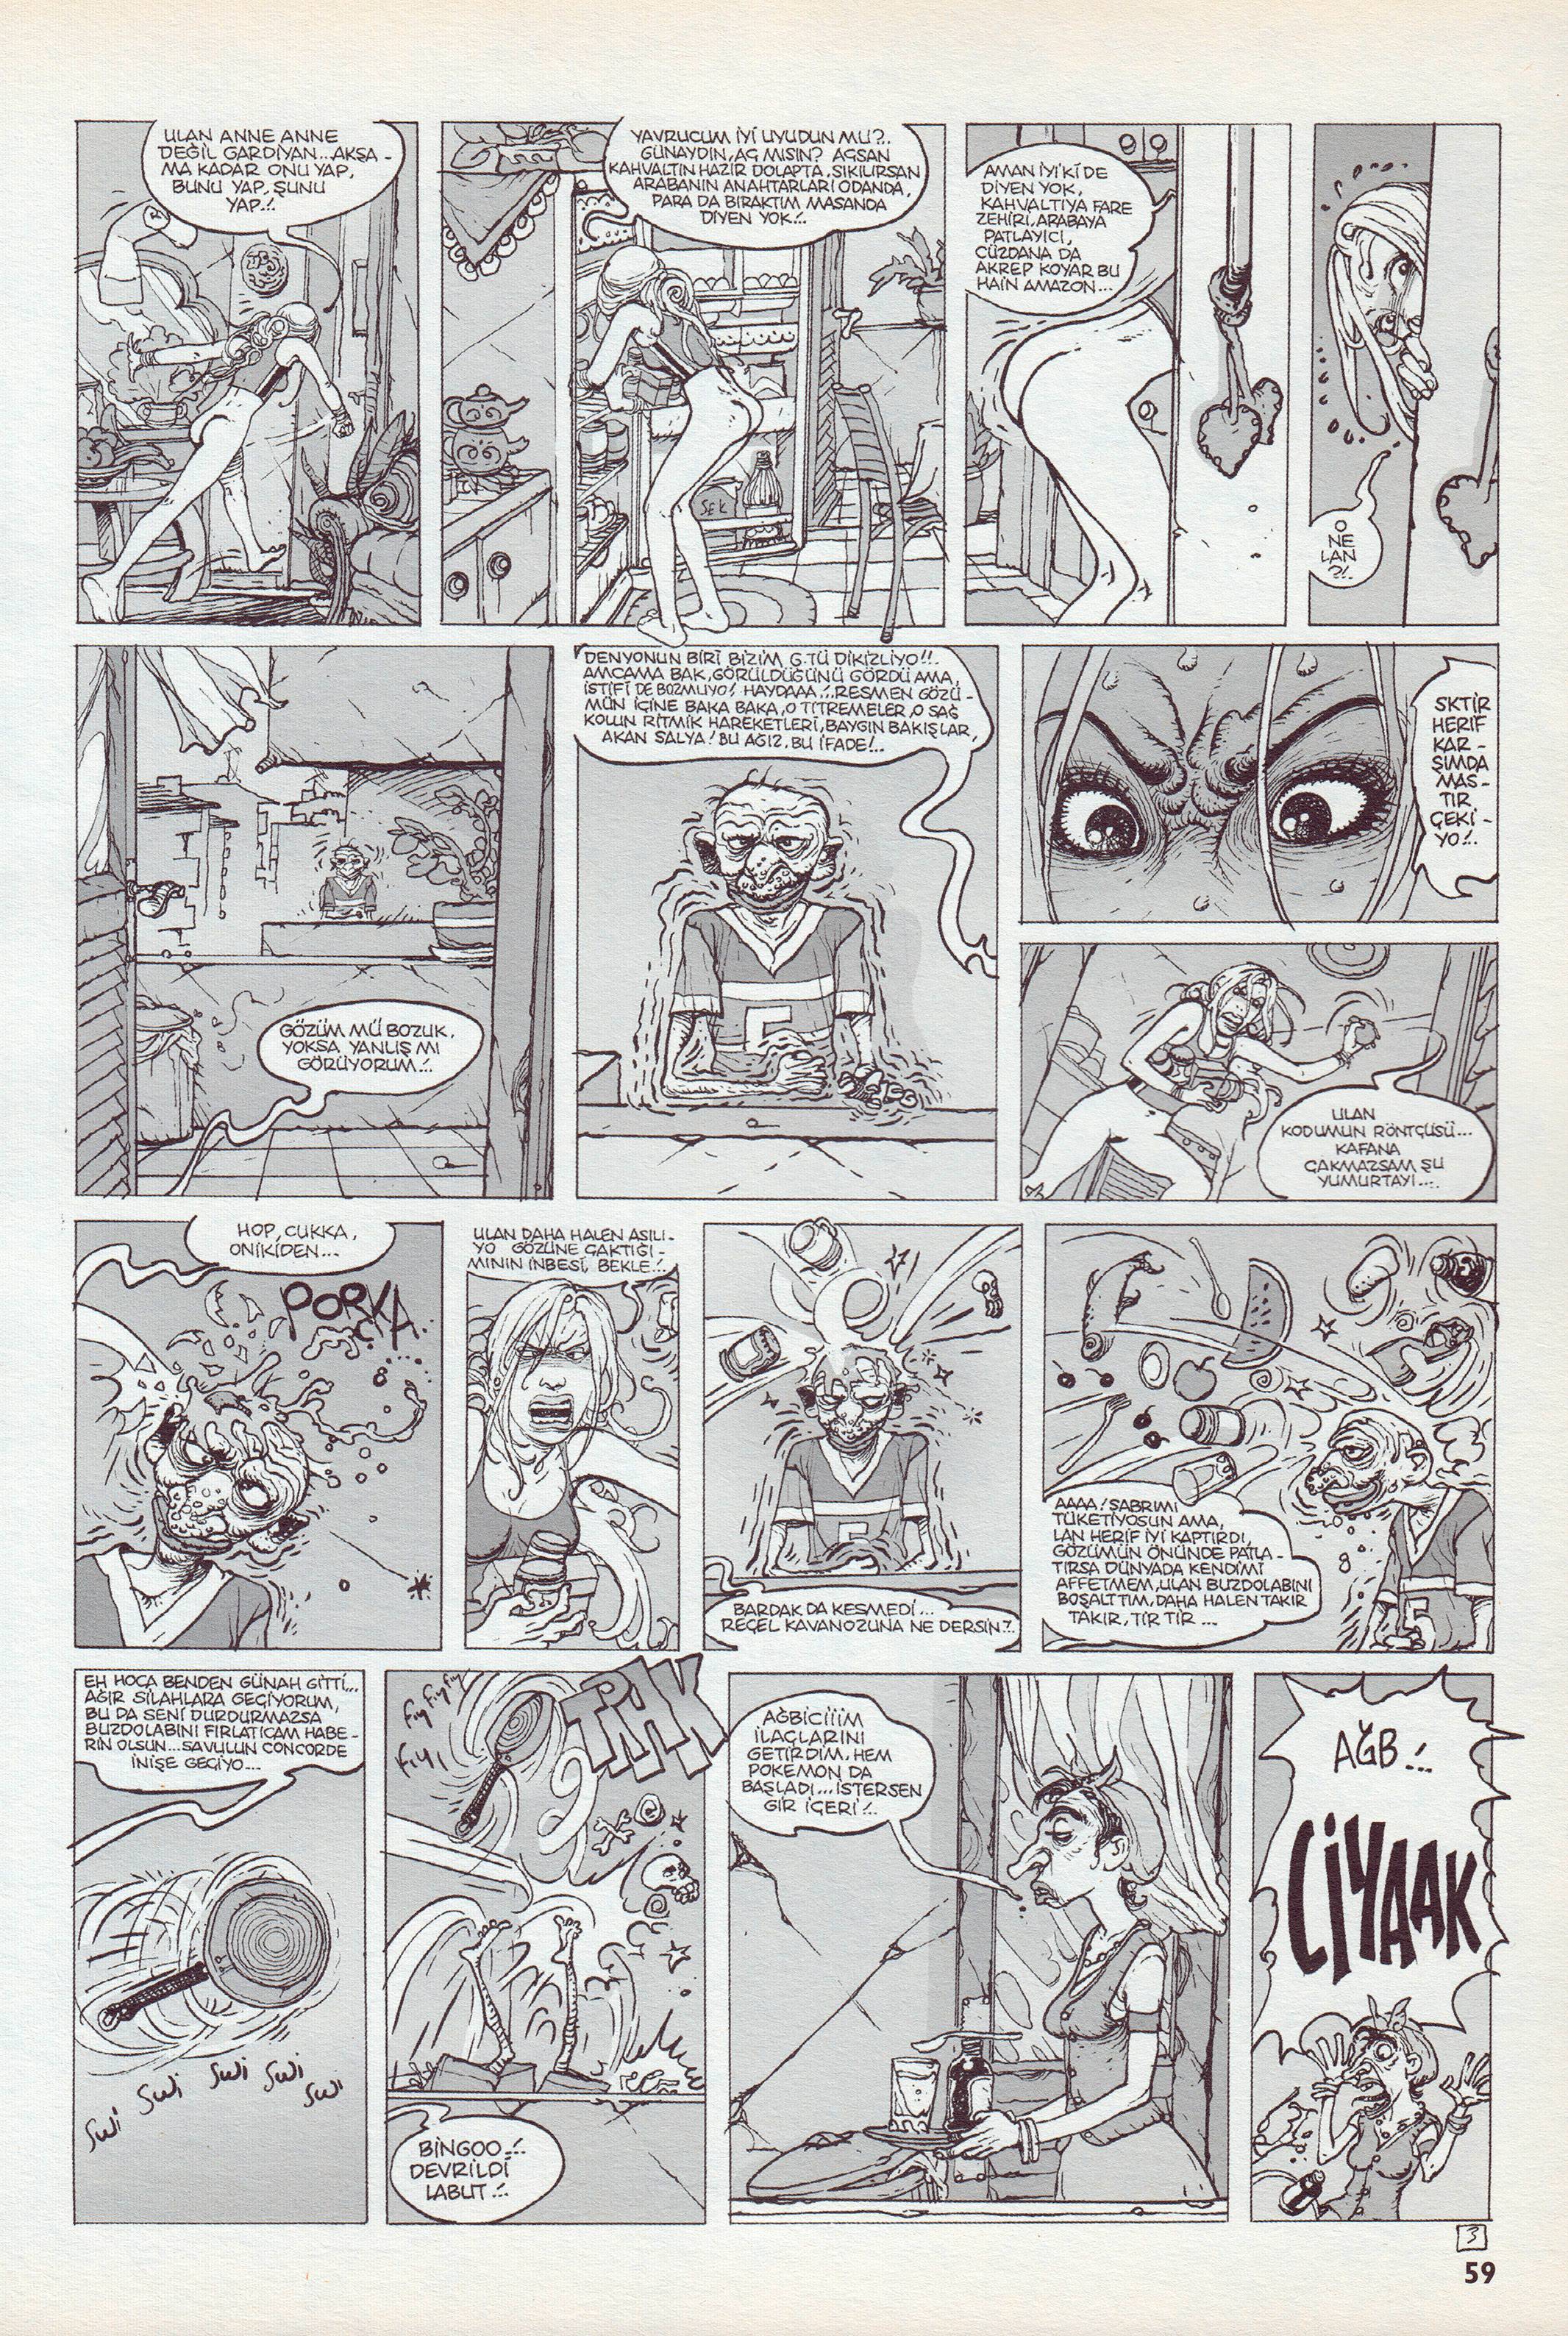 ULAN ANNE ANNE
DEĞİL GARDİYAN...AKŞA-
MA KADAR ONU YAP,
BUNU YAP, ŞUNU
YAP.!.
YAVRUCUM İYİ UYUDUN MU?..
GÜNAYDIN, AÇ MISIN? AÇSAN
KAHVALTIN HAZIR DOLAPTA, SIKILIRSAN
ARABANIN ANAHTARLARI ODANDA,
PARA DA BIRAKTIM MASANDA
DİYEN YOK.!..
SEK
AMAN İYİ'Kİ DE
DİYEN YOK,
KAHVALTIYA FARE
ZEHİRİ, ARABAYA
PATLAYICI,
CÜZDANA DA
AKREP KOYAR BU
HAİN AMAZON...
O
NE
LAN
?!.
GÖZÜM MÜ BOZUK,
YOKSA, YANLIŞ MI
GÖRÜYORUM.!.
DENYONUN BİRİ BİZİM G.TÜ DİKİZLİYO!!.
AMCAMA BAK, GÖRÜLDÜĞÜNÜ GÖRDÜ AMA,
İSTİFİ DE BOZMUYO! HAYDAAA.!.RESMEN GÖZÜ-
MÜN İÇİNE BAKA BAKA, O TİTREMELER, O SAĞ
KOLUN RİTMİK HAREKETLERİ, BAYGIN BAKIŞLAR,
AKAN SALYA! BU AĞIZ, BU İFADE!..
SKTİR
HERİF
KAR-
ŞIMDA
MAS-
TIR
ÇEKİ-
YO!..
ULAN
KODUMUN RÖNTÇÜSÜ...
KAFANA
ÇAKMAZSAM ŞU
YUMURTAYI...
HOP, CUKKA,
ONİKİDEN...
PORÇKA..
ULAN DAHA HALEN ASILI-
YO GÖZÜNE ÇAKTIĞI-
MININ İNBESİ, BEKLE.!.
BARDAK DA KESMEDİ...
REÇEL KAVANOZUNA NE DERSİN?.
AAAA! SABRIMI
TÜKETİYOSUN AMA,
LAN HERİF İYİ KAPTIRDI,
GÖZÜMÜN ÖNÜNDE PATLA-
TIRSA DÜNYADA KENDİMİ
AFFETMEM, ULAN BUZDOLABINI
BOŞALTTIM, DAHA HALEN TAKIR
TAKIR, TİR TİR ...
EH HOCA BENDEN GÜNAH GİTTİ...
AĞIR SİLAHLARA GEÇİYORUM,
BU DA SENİ DURDURMAZSA
BUZDOLABINI FIRLATICAM HABE-
RİN OLSUN...SAVULUN CONCORDE
İNİŞE GEÇİYO...
SWİ SWİ SWİ SWİ SWİ
FIYFIYFIY
FIYI
TRAK
BİNGOO.!.
DEVRİLDİ
LABUT.!.
AĞBİCİİİM
İLAÇLARINI
GETİRDİM, HEM
POKEMON DA
BAŞLADI...İSTERSEN
GİR İÇERİ!..
AĞB.!..
CİYAAK
3
59